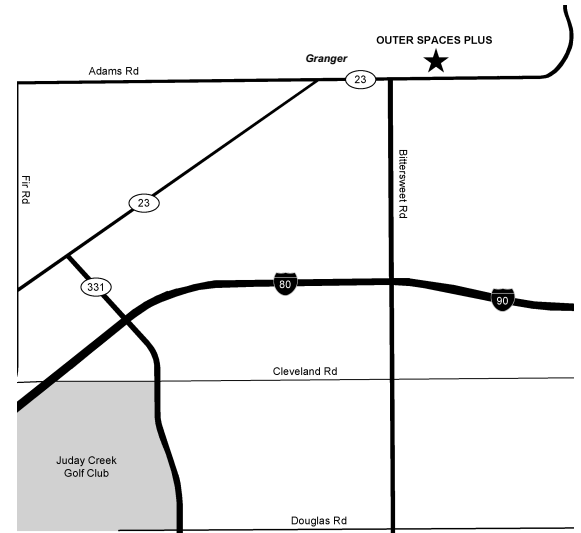 OUTER SPACES PLUS
Granger
Adams Rd
23
Bittersweet Rd
Fir Rd
23
331
80
90
Cleveland Rd
Juday Creek
Golf Club
Douglas Rd